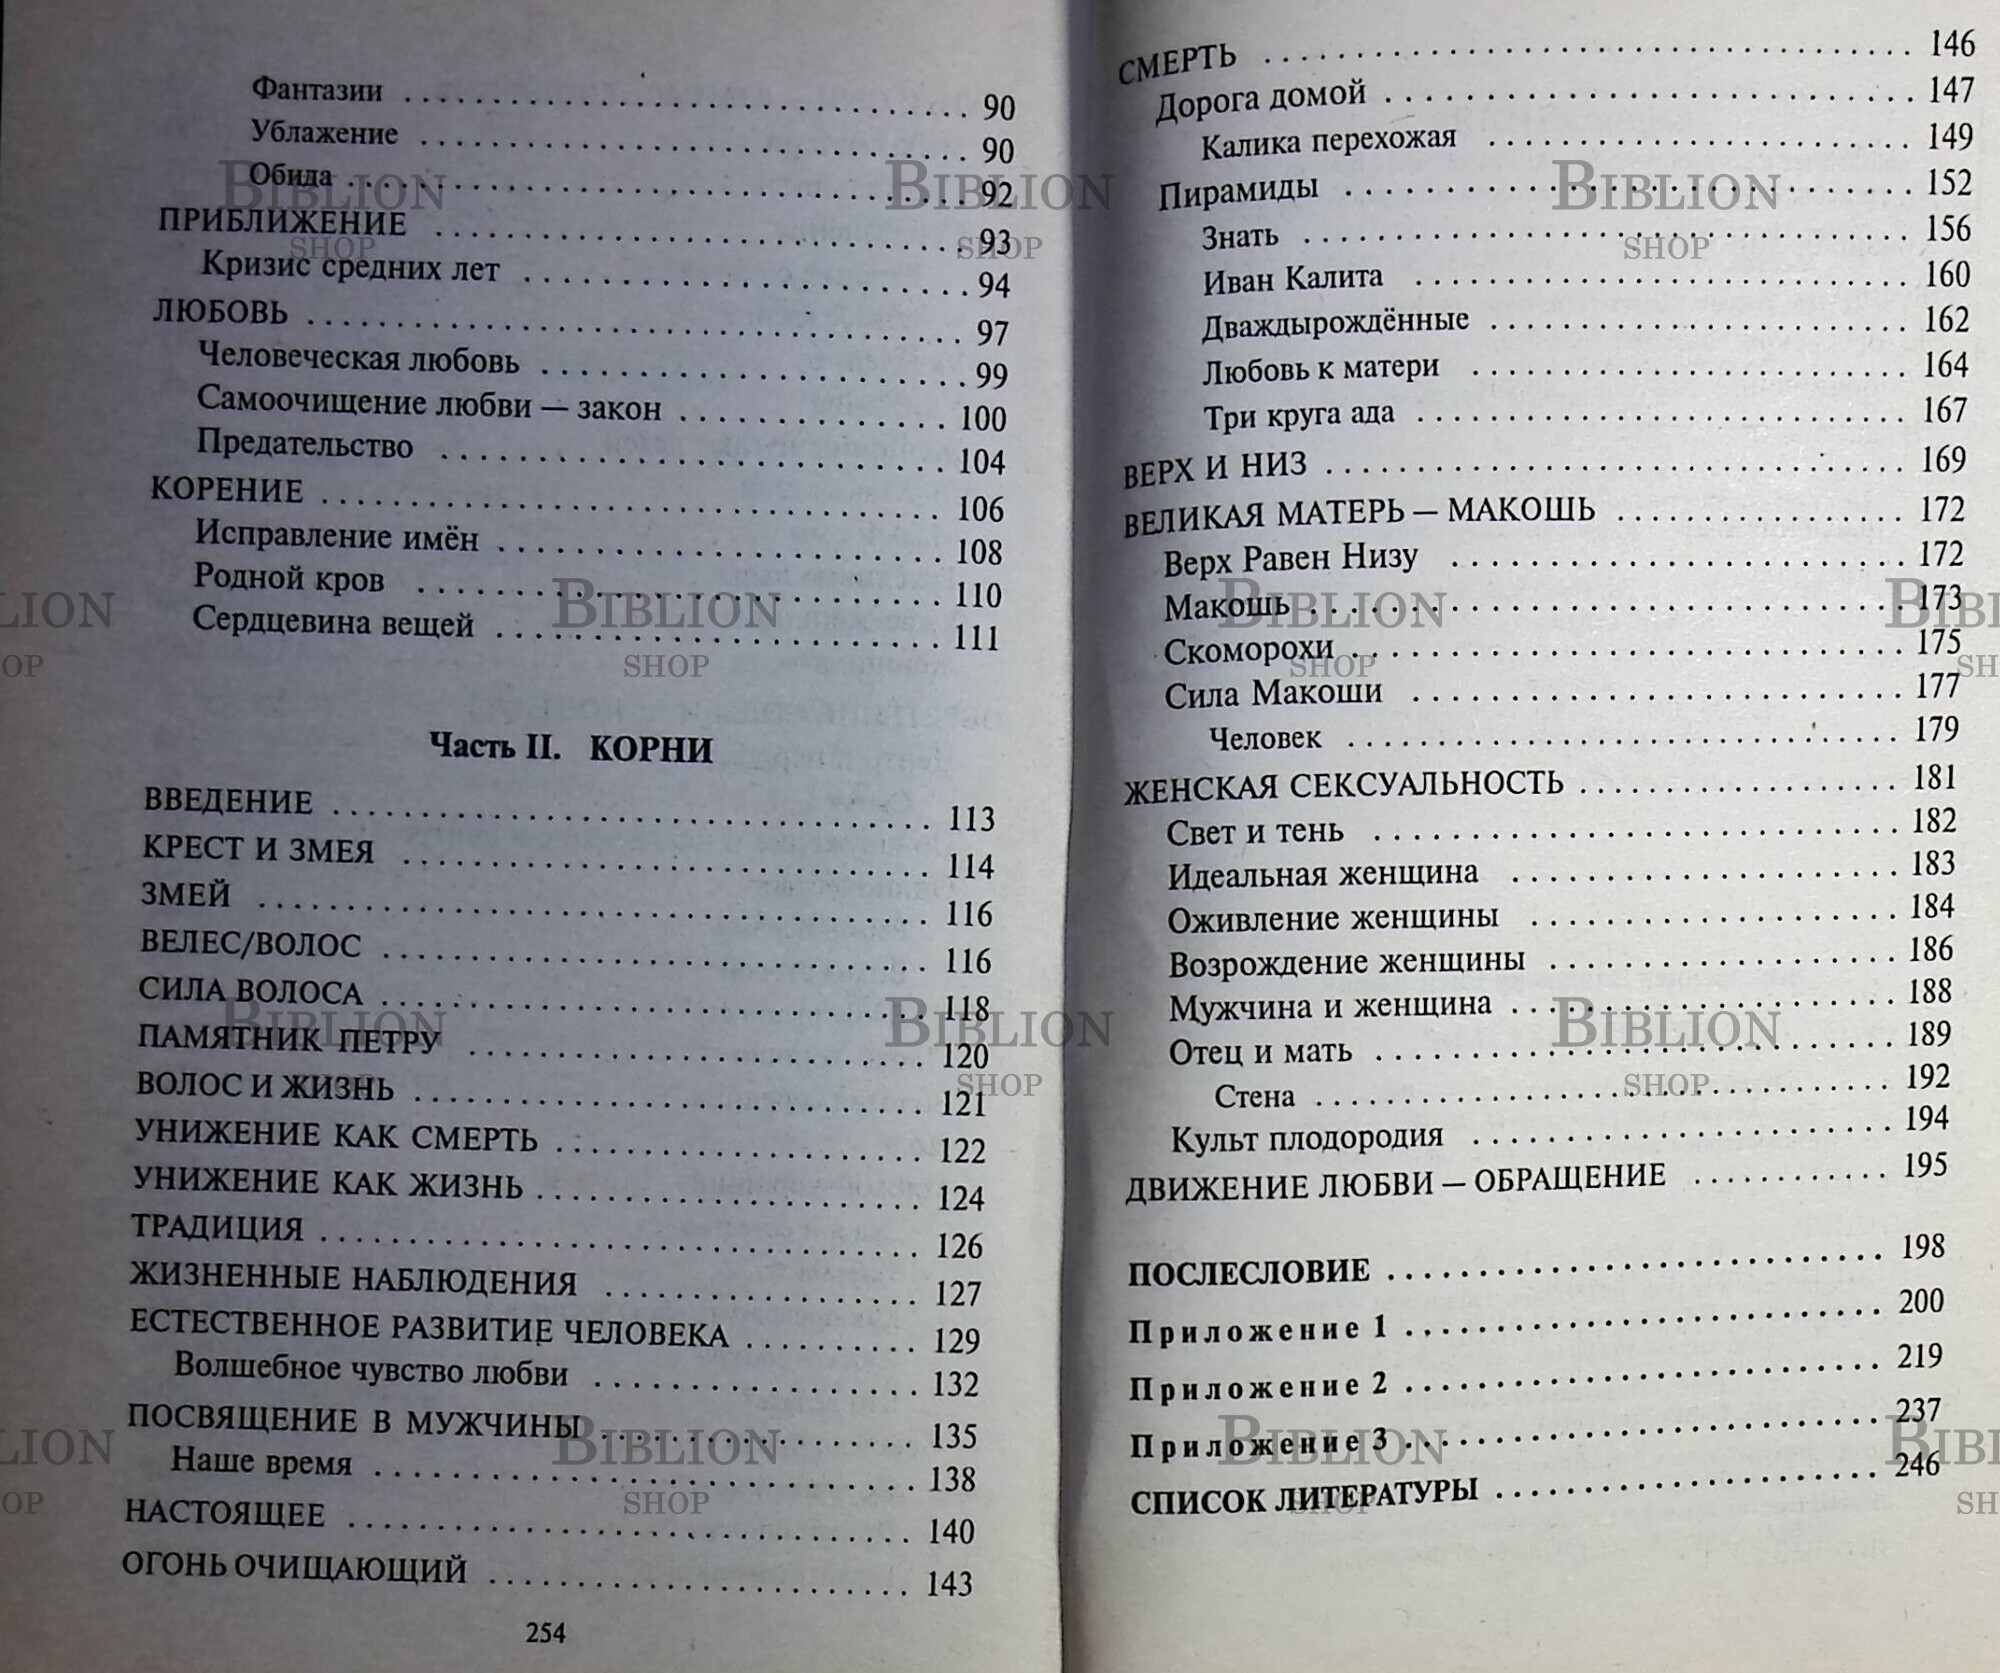 Фантазии . . . . . . . . . . . . . . . . . . . . 90
Ублажение . . . . . . . . . . . . . . . . . . . . 90
Обида . . . . . . . . . . . . . . . . . . . . 92
ПРИБЛИЖЕНИЕ . . . . . . . . . . . . . . . . . . . . 93
Кризис средних лет . . . . . . . . . . . . . . . . . . . . 94
ЛЮБОВЬ . . . . . . . . . . . . . . . . . . . . 97
Человеческая любовь . . . . . . . . . . . . . . . . . . . . 99
Самоочищение любви — закон . . . . . . . . . . . . . . . 100
Предательство . . . . . . . . . . . . . . . . . . . . 104
КОРЕНИЕ . . . . . . . . . . . . . . . . . . . . 106
Исправление имён . . . . . . . . . . . . . . . . . . . . 108
Родной кров . . . . . . . . . . . . . . . . . . . . 110
Сердцевина вещей . . . . . . . . . . . . . . . . . . . . 111
Часть II. КОРНИ
ВВЕДЕНИЕ . . . . . . . . . . . . . . . . . . . . 113
КРЕСТ И ЗМЕЯ . . . . . . . . . . . . . . . . . . . . 114
ЗМЕЙ . . . . . . . . . . . . . . . . . . . . 116
ВЕЛЕС/ВОЛОС . . . . . . . . . . . . . . . . . . . . 116
СИЛА ВОЛОСА . . . . . . . . . . . . . . . . . . . . 118
ПАМЯТНИК ПЕТРУ . . . . . . . . . . . . . . . . . . . . 120
ВОЛОС И ЖИЗНЬ . . . . . . . . . . . . . . . . . . . . 121
УНИЖЕНИЕ КАК СМЕРТЬ . . . . . . . . . . . . . . . . . . . . 122
УНИЖЕНИЕ КАК ЖИЗНЬ . . . . . . . . . . . . . . . . . . . . 124
ТРАДИЦИЯ . . . . . . . . . . . . . . . . . . . . 126
ЖИЗНЕННЫЕ НАБЛЮДЕНИЯ . . . . . . . . . . . . . . . . . . 127
ЕСТЕСТВЕННОЕ РАЗВИТИЕ ЧЕЛОВЕКА . . . . . . . . . . 129
Волшебное чувство любви . . . . . . . . . . . . . . . . . . 132
ПОСВЯЩЕНИЕ В МУЖЧИНЫ . . . . . . . . . . . . . . . . . . 135
Наше время . . . . . . . . . . . . . . . . . . . . 138
НАСТОЯЩЕЕ . . . . . . . . . . . . . . . . . . . . 140
ОГОНЬ ОЧИЩАЮЩИЙ . . . . . . . . . . . . . . . . . . . . 143
254
СМЕРТЬ . . . . . . . . . . . . . . . . . . . . 146
Дорога домой . . . . . . . . . . . . . . . . . . . . 147
Калика перехожая . . . . . . . . . . . . . . . . . . . . 149
Пирамиды . . . . . . . . . . . . . . . . . . . . 152
Знать . . . . . . . . . . . . . . . . . . . . 156
Иван Калита . . . . . . . . . . . . . . . . . . . . 160
Дваждырождённые . . . . . . . . . . . . . . . . . . . . 162
Любовь к матери . . . . . . . . . . . . . . . . . . . . 164
Три круга ада . . . . . . . . . . . . . . . . . . . . 167
ВЕРХ И НИЗ . . . . . . . . . . . . . . . . . . . . 169
ВЕЛИКАЯ МАТЕРЬ — МАКОШЬ . . . . . . . . . . . . . . . . 172
Верх Равен Низу . . . . . . . . . . . . . . . . . . . . 172
Макошь . . . . . . . . . . . . . . . . . . . . 173
Скоморохи . . . . . . . . . . . . . . . . . . . . 175
Сила Макоши . . . . . . . . . . . . . . . . . . . . 177
Человек . . . . . . . . . . . . . . . . . . . . 179
ЖЕНСКАЯ СЕКСУАЛЬНОСТЬ . . . . . . . . . . . . . . . . . . 181
Свет и тень . . . . . . . . . . . . . . . . . . . . 182
Идеальная женщина . . . . . . . . . . . . . . . . . . . . 183
Оживление женщины . . . . . . . . . . . . . . . . . . . . 184
Возрождение женщины . . . . . . . . . . . . . . . . . . . . 186
Мужчина и женщина . . . . . . . . . . . . . . . . . . . . 188
Отец и мать . . . . . . . . . . . . . . . . . . . . 189
Стена . . . . . . . . . . . . . . . . . . . . 192
Культ плодородия . . . . . . . . . . . . . . . . . . . . 194
ДВИЖЕНИЕ ЛЮБВИ — ОБРАЩЕНИЕ . . . . . . . . . . . . 195
ПОСЛЕСЛОВИЕ . . . . . . . . . . . . . . . . . . . . 198
Приложение 1 . . . . . . . . . . . . . . . . . . . . 200
Приложение 2 . . . . . . . . . . . . . . . . . . . . 219
Приложение 3 . . . . . . . . . . . . . . . . . . . . 237
СПИСОК ЛИТЕРАТУРЫ . . . . . . . . . . . . . . . . . . . . 246
BIBLION SHOP